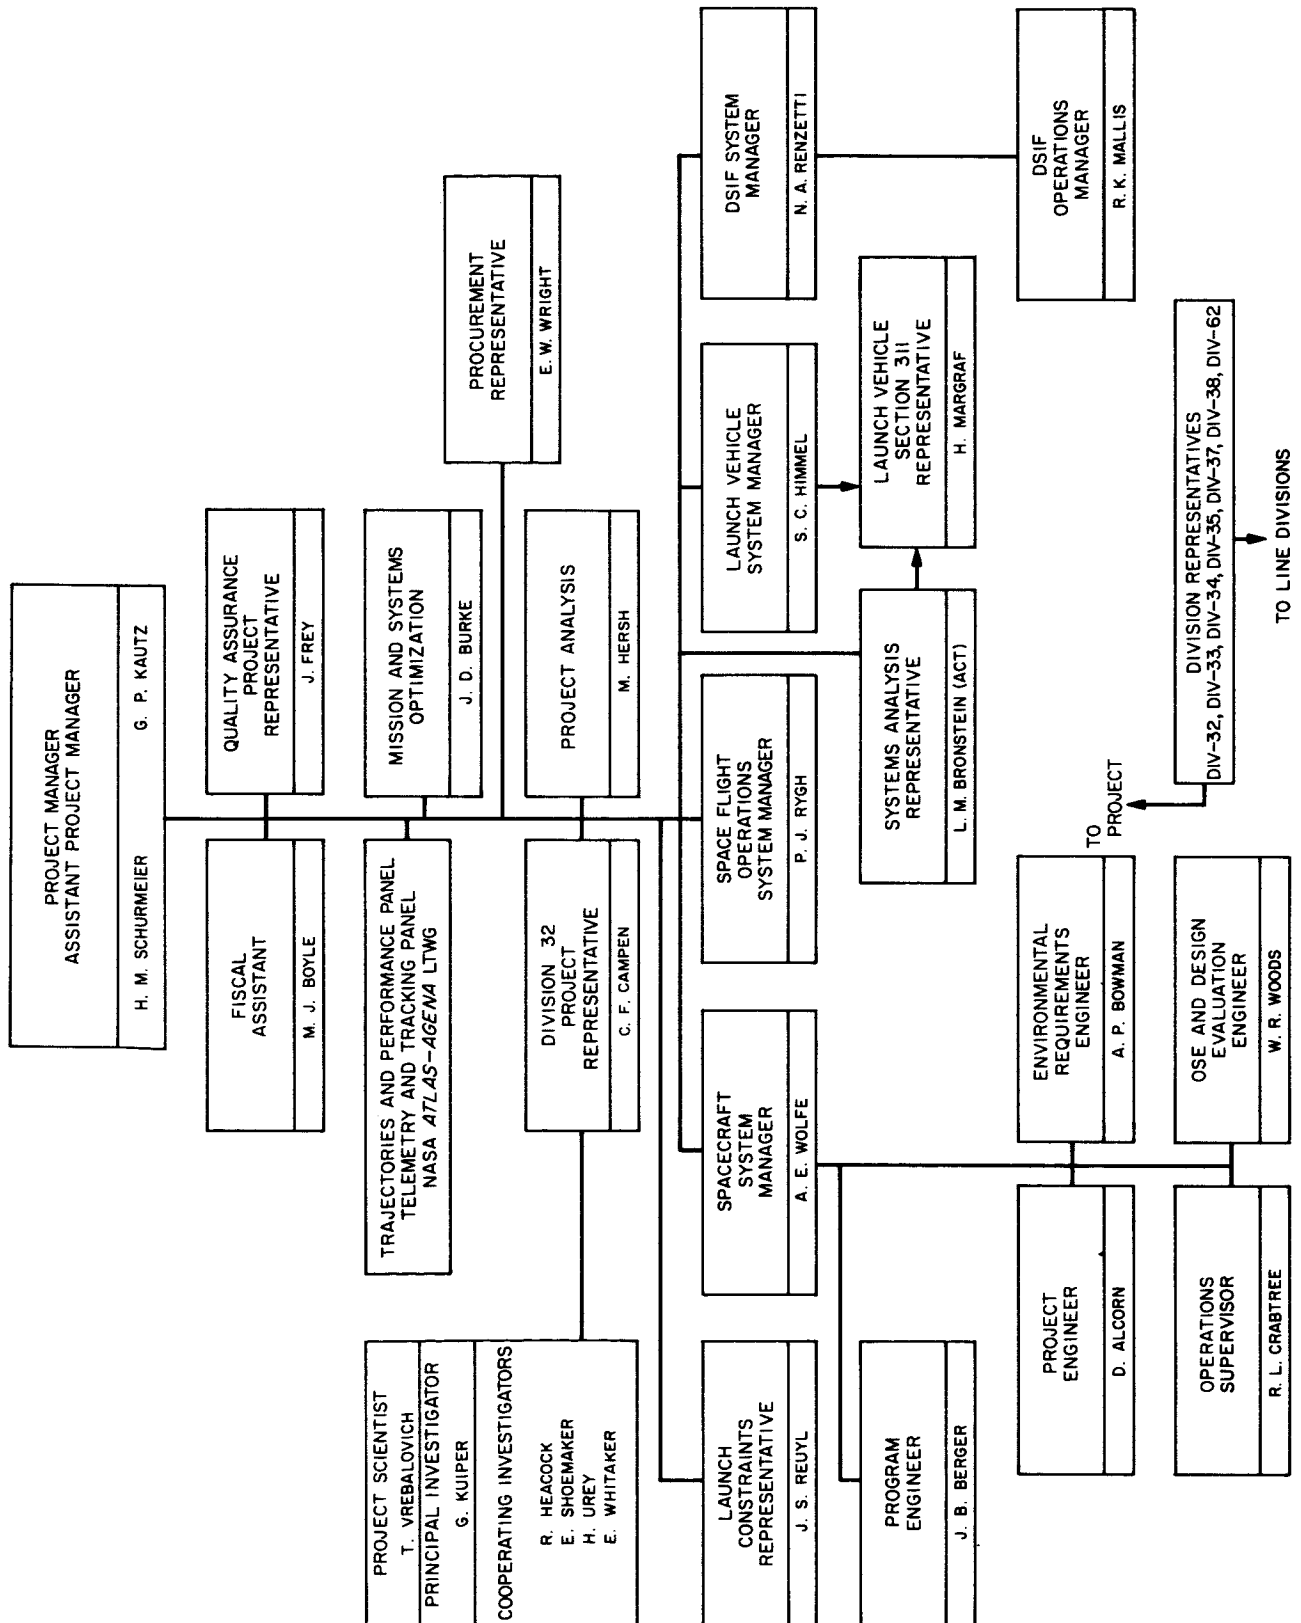 PROJECT MANAGER
ASSISTANT PROJECT MANAGER
H. M. SCHURMEIER G. P. KAUTZ
FISCAL
ASSISTANT
M. J. BOYLE
QUALITY ASSURANCE
PROJECT
REPRESENTATIVE
J. FREY
TRAJECTORIES AND PERFORMANCE PANEL
TELEMETRY AND TRACKING PANEL
NASA ATLAS-AGENA LTWG
MISSION AND SYSTEMS
OPTIMIZATION
J. D. BURKE
PROCUREMENT
REPRESENTATIVE
E. W. WRIGHT
PROJECT SCIENTIST
T. VREBALOVICH
PRINCIPAL INVESTIGATOR
G. KUIPER
COOPERATING INVESTIGATORS
R. HEACOCK
E. SHOEMAKER
H. UREY
E. WHITAKER
DIVISION 32
PROJECT
REPRESENTATIVE
C. F. CAMPEN
PROJECT ANALYSIS
M. HERSH
LAUNCH
CONSTRAINTS
REPRESENTATIVE
J. S. REUYL
SPACECRAFT
SYSTEM
MANAGER
A. E. WOLFE
SPACE FLIGHT
OPERATIONS
SYSTEM MANAGER
P. J. RYGH
LAUNCH VEHICLE
SYSTEM MANAGER
S. C. HIMMEL
DSIF SYSTEM
MANAGER
N. A. RENZETTI
PROGRAM
ENGINEER
J. B. BERGER
SYSTEMS ANALYSIS
REPRESENTATIVE
L. M. BRONSTEIN (ACT)
LAUNCH VEHICLE
SECTION 311
REPRESENTATIVE
H. MARGRAF
PROJECT
ENGINEER
D. ALCORN
ENVIRONMENTAL
REQUIREMENTS
ENGINEER
A. P. BOWMAN
DSIF
OPERATIONS
MANAGER
R. K. MALLIS
TO
PROJECT
OPERATIONS
SUPERVISOR
R. L. CRABTREE
OSE AND DESIGN
EVALUATION
ENGINEER
W. R. WOODS
DIVISION REPRESENTATIVES
DIV-32, DIV-33, DIV-34, DIV-35, DIV-37, DIV-38, DIV-62
TO LINE DIVISIONS